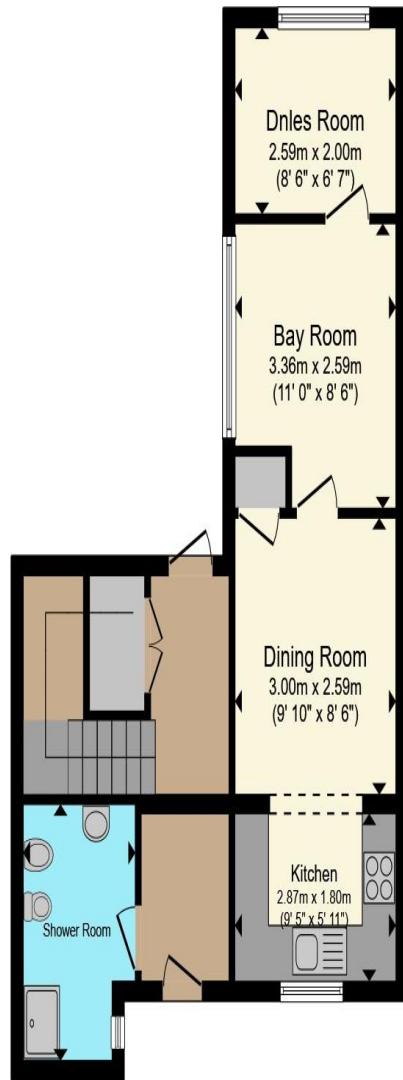 Dnles Room
2.59m x 2.00m
(8' 6" x 6' 7")
Bay Room
3.36m x 2.59m
(11' 0" x 8' 6")
Dining Room
3.00m x 2.59m
(9' 10" x 8' 6")
Kitchen
2.87m x 1.80m
(9' 5" x 5' 11")
Shower Room